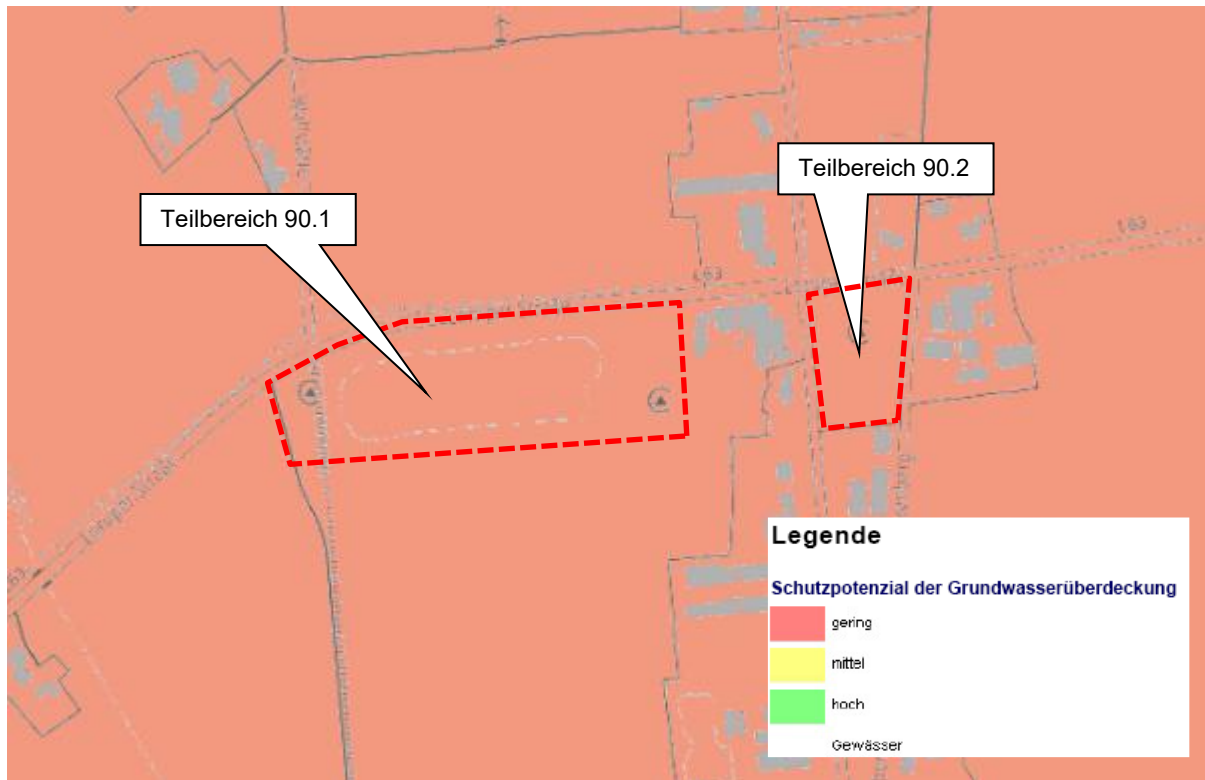 Teilbereich 90.2
Teilbereich 90.1
L63
L63
Legende
Schutzpotenzial der Grundwasserüberdeckung
gering
mittel
hoch
Gewässer